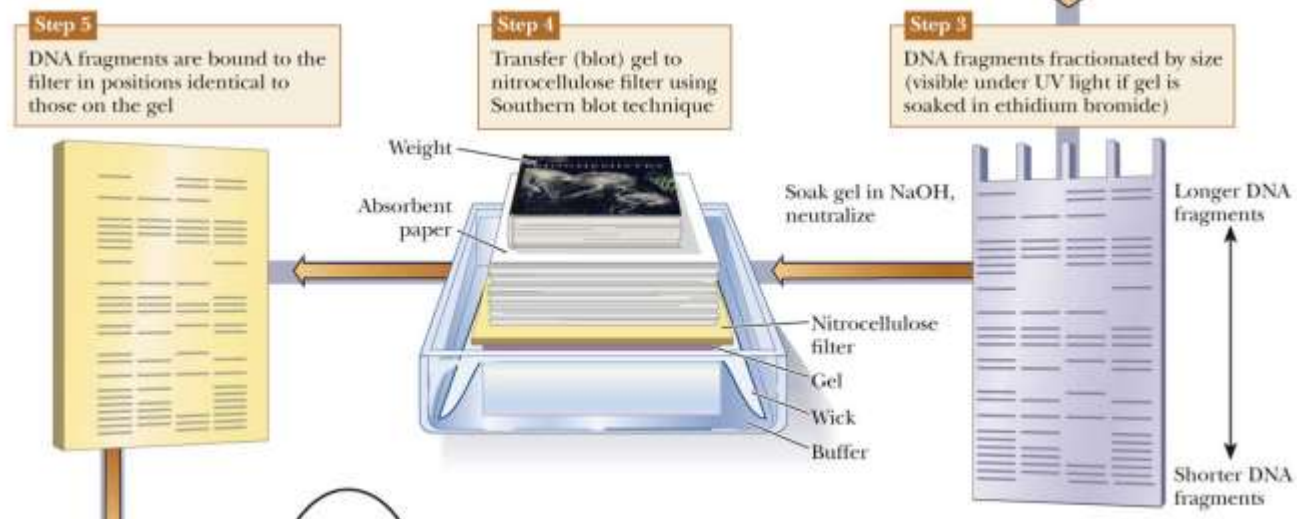 Step 5
DNA fragments are bound to the
filter in positions identical to
those on the gel
Step 4
Transfer (blot) gel to
nitrocellulose filter using
Southern blot technique
Step 3
DNA fragments fractionated by size
(visible under UV light if gel is
soaked in ethidium bromide)
Weight
Absorbent
paper
Soak gel in NaOH,
neutralize
Longer DNA
fragments
Nitrocellulose
filter
Gel
Wick
Buffer
Shorter DNA
fragments